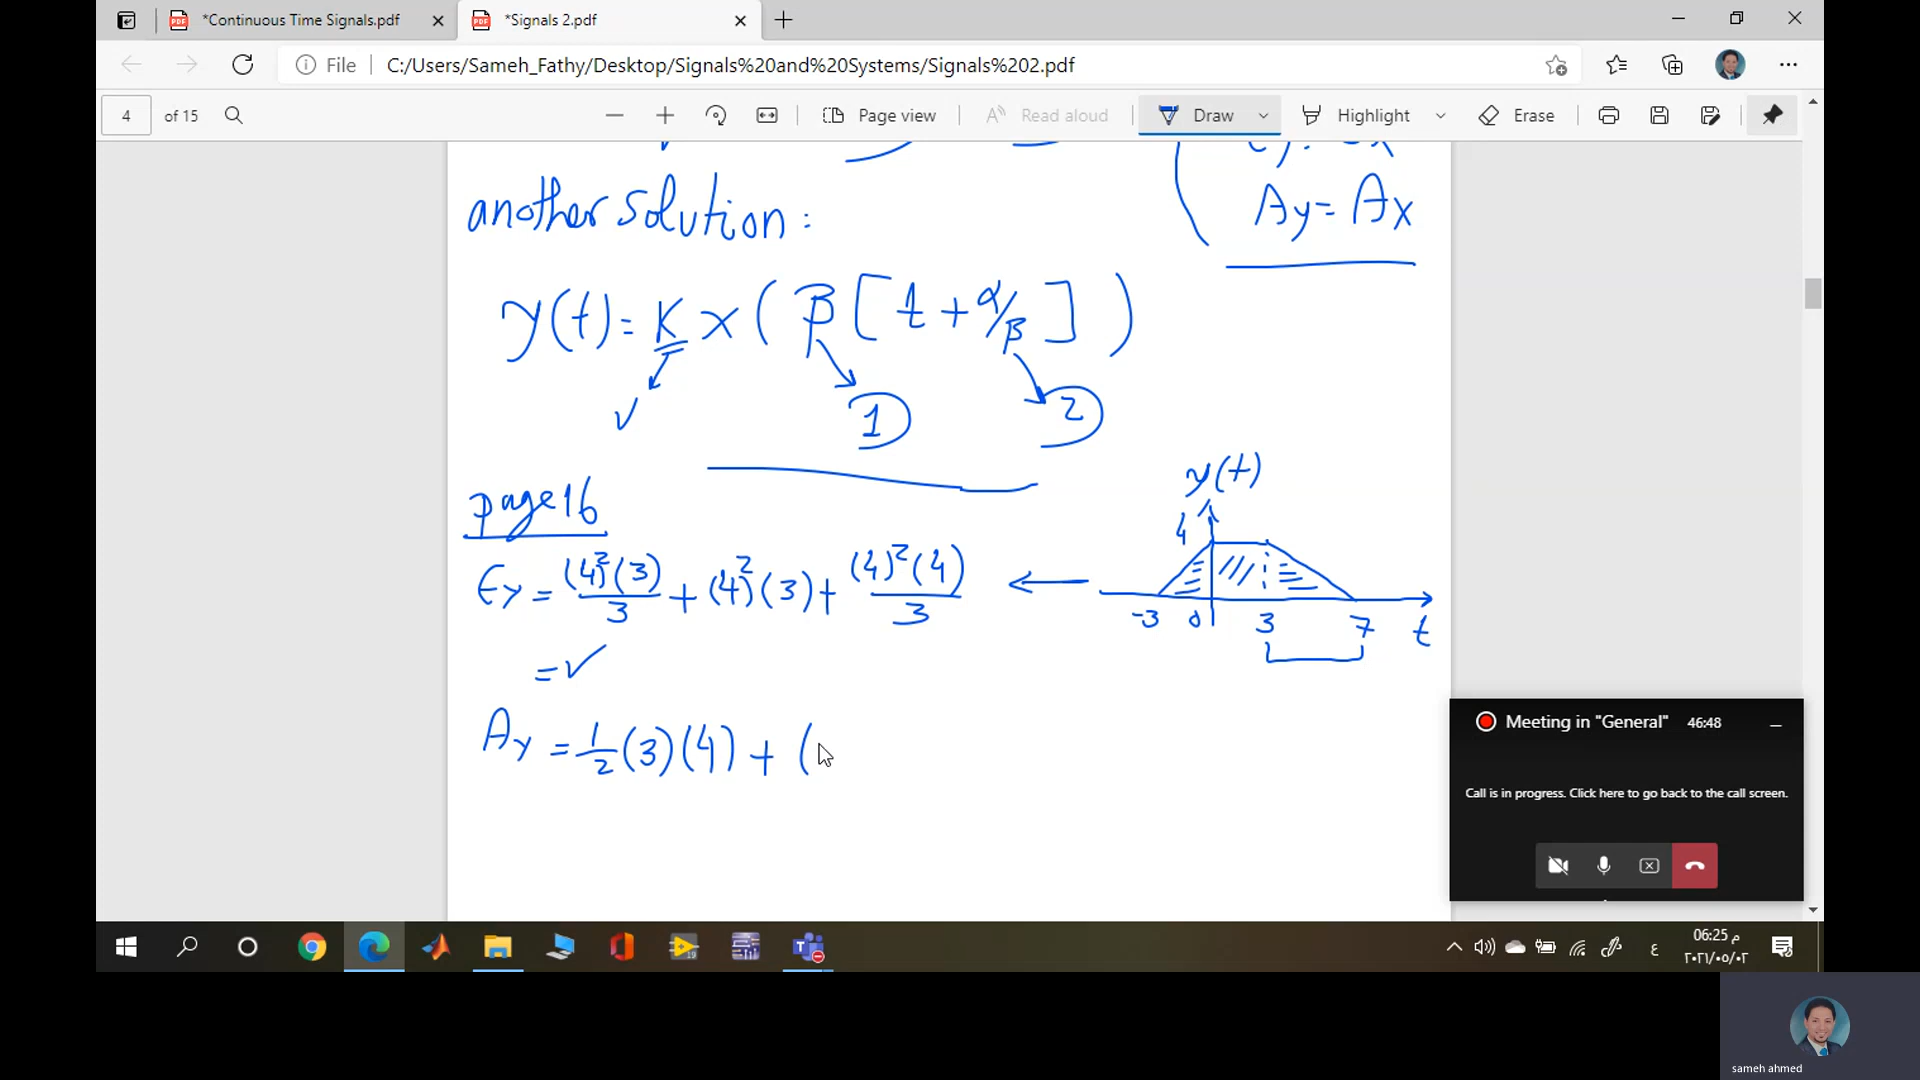 *Continuous Time Signals.pdf
*Signals 2.pdf
File C:/Users/Sameh_Fathy/Desktop/Signals%20and%20Systems/Signals%202.pdf
4 of 15 Page view Read aloud Draw Highlight Erase
Ay = Ax
another solution :
y(t) = K x ( β [ t + α/β ] )
✓ 1 2
page 16
y(t)
4
Ey = (4)²(3)/3 + (4)²(3) + (4)²(4)/3
-3 0 3 7 t
= ✓
Ay = 1/2 (3)(4) + (
Meeting in "General" 46:48
Call is in progress. Click here to go back to the call screen.
06:25 م
٢٠٢١/٠٥/٠٢
ع
19
sameh ahmed